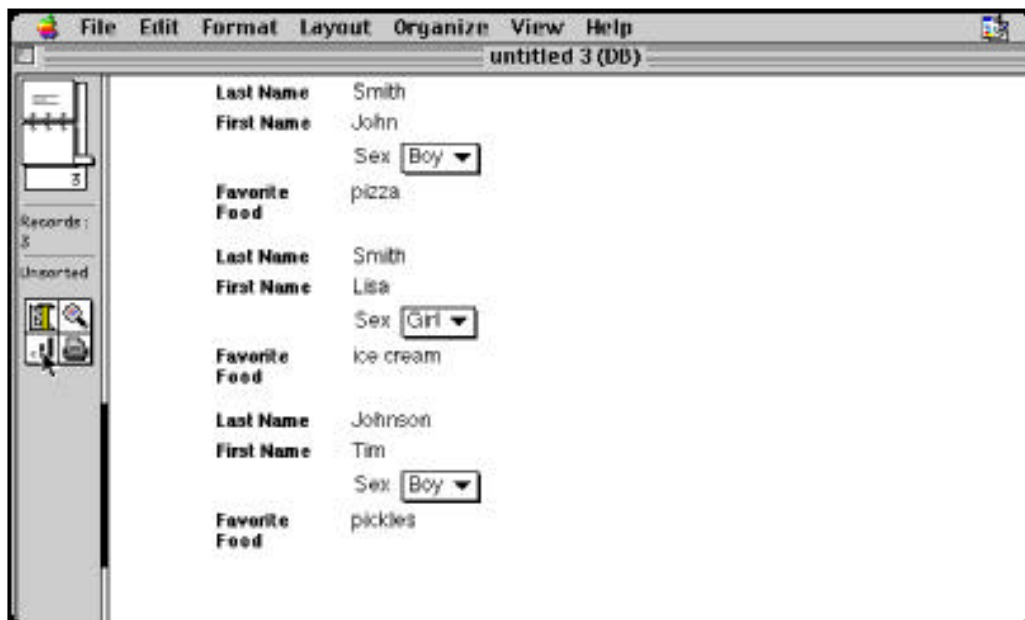 File Edit Format Layout Organize View Help
untitled 3 (DB)
3
Records:
3
Unsorted
Last Name Smith
First Name John
Sex Boy
Favorite pizza
Food
Last Name Smith
First Name Lisa
Sex Girl
Favorite ice cream
Food
Last Name Johnson
First Name Tim
Sex Boy
Favorite pickles
Food